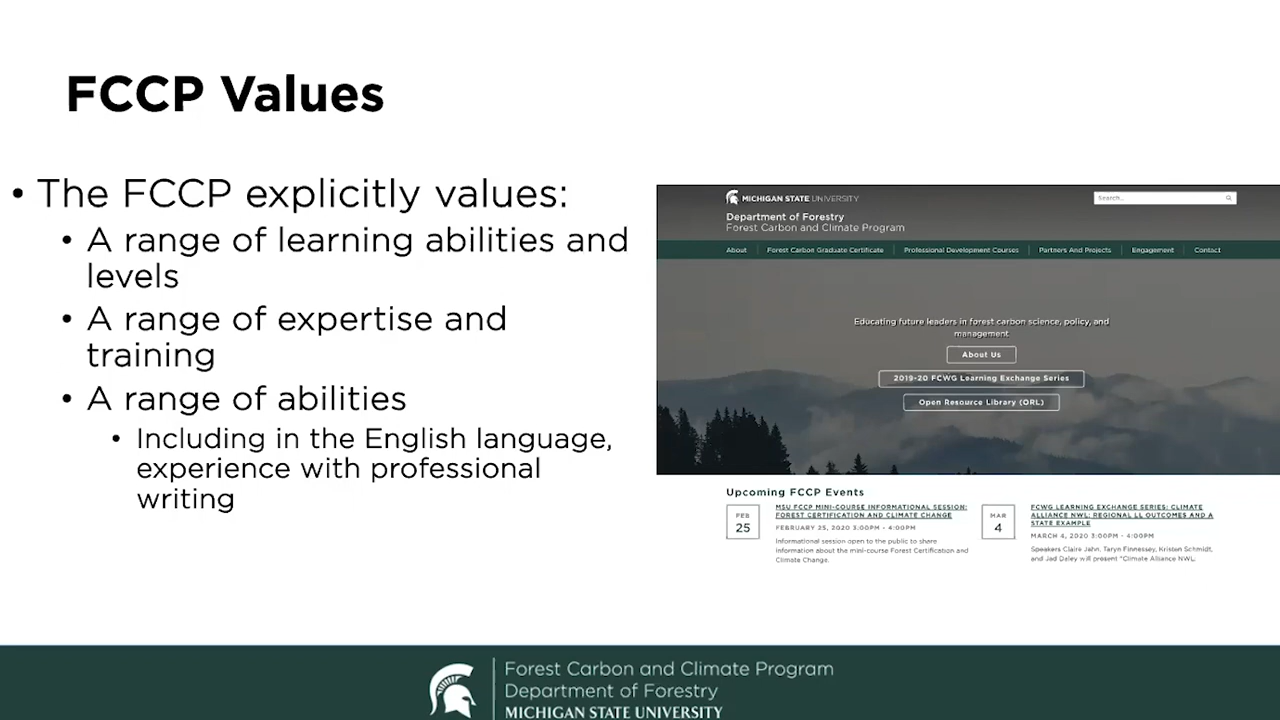 FCCP Values
• The FCCP explicitly values:
• A range of learning abilities and
levels
• A range of expertise and
training
• A range of abilities
• Including in the English language,
experience with professional
writing
MICHIGAN STATE UNIVERSITY
Search...
Department of Forestry
Forest Carbon and Climate Program
About
Forest Carbon Graduate Certificate
Professional Development Courses
Partners And Projects
Engagement
Contact
Educating future leaders in forest carbon science, policy, and
management.
About Us
2019-20 FCWG Learning Exchange Series
Open Resource Library (ORL)
Upcoming FCCP Events
FEB
25
MSU FCCP MINI-COURSE INFORMATIONAL SESSION:
FOREST CERTIFICATION AND CLIMATE CHANGE
FEBRUARY 25, 2020 3:00PM - 4:00PM
Informational session open to the public to share
information about the mini-course Forest Certification and
Climate Change.
MAR
4
FCWG LEARNING EXCHANGE SERIES: CLIMATE
ALLIANCE NWL: REGIONAL LL OUTCOMES AND A
STATE EXAMPLE
MARCH 4, 2020 3:00PM - 4:00PM
Speakers Claire Jahn, Taryn Finnessey, Kristen Schmidt,
and Jad Daley will present "Climate Alliance NWL:
Forest Carbon and Climate Program
Department of Forestry
MICHIGAN STATE UNIVERSITY